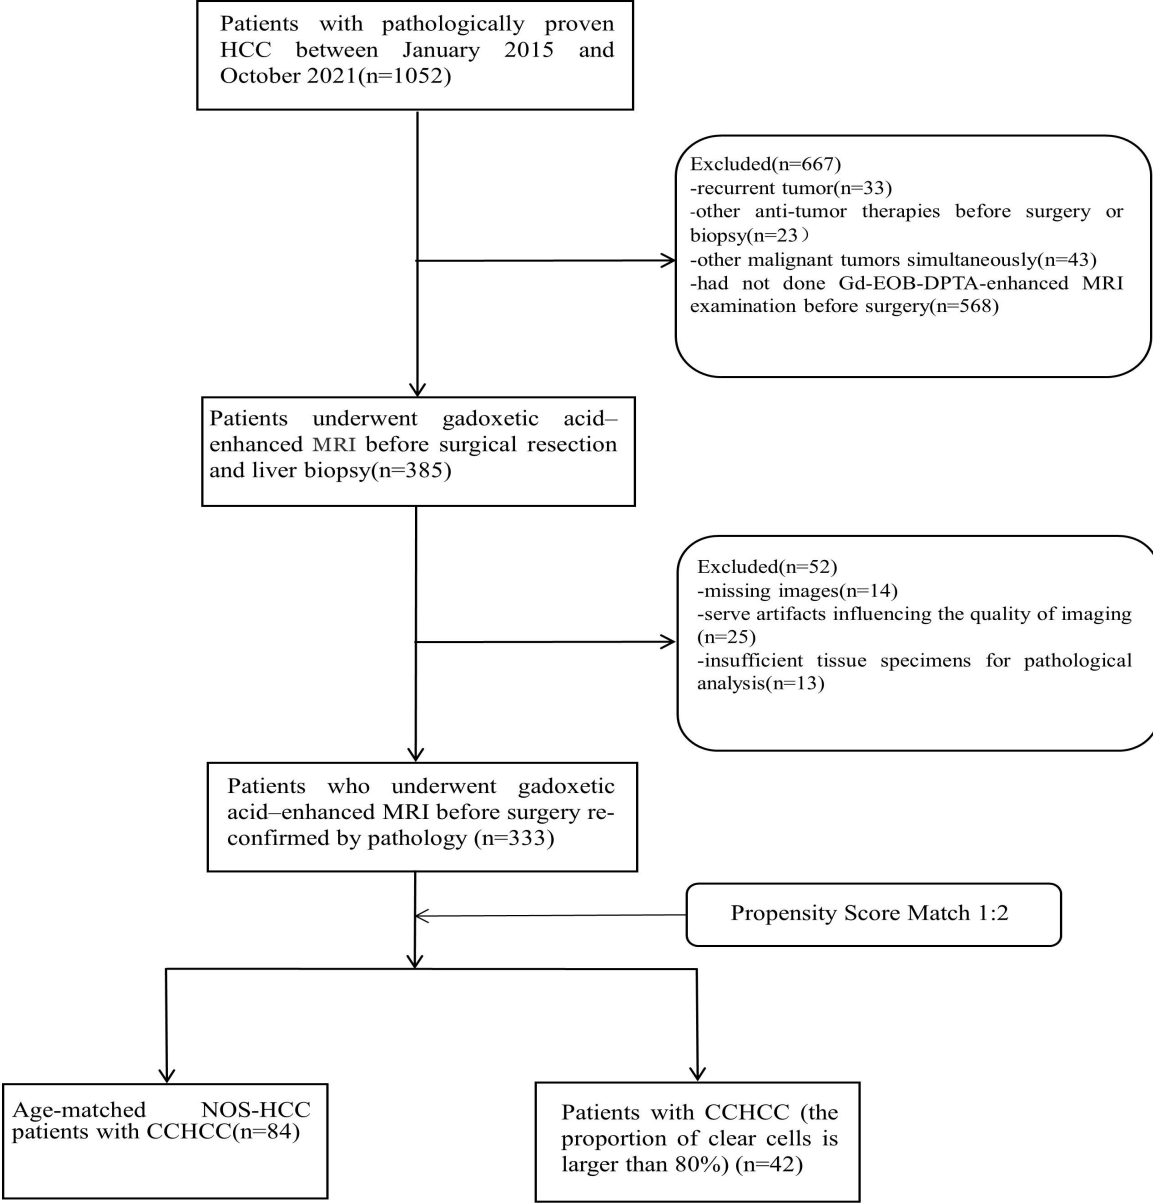 Patients with pathologically proven
HCC between January 2015 and
October 2021(n=1052)
Excluded(n=667)
-recurrent tumor(n=33)
-other anti-tumor therapies before surgery or
biopsy(n=23）
-other malignant tumors simultaneously(n=43)
-had not done Gd-EOB-DPTA-enhanced MRI
examination before surgery(n=568)
Patients underwent gadoxetic acid–
enhanced MRI before surgical resection
and liver biopsy(n=385)
Excluded(n=52)
-missing images(n=14)
-serve artifacts influencing the quality of imaging
(n=25)
-insufficient tissue specimens for pathological
analysis(n=13)
Patients who underwent gadoxetic
acid–enhanced MRI before surgery re-
confirmed by pathology (n=333)
Propensity Score Match 1:2
Age-matched NOS-HCC
patients with CCHCC(n=84)
Patients with CCHCC (the
proportion of clear cells is
larger than 80%) (n=42)